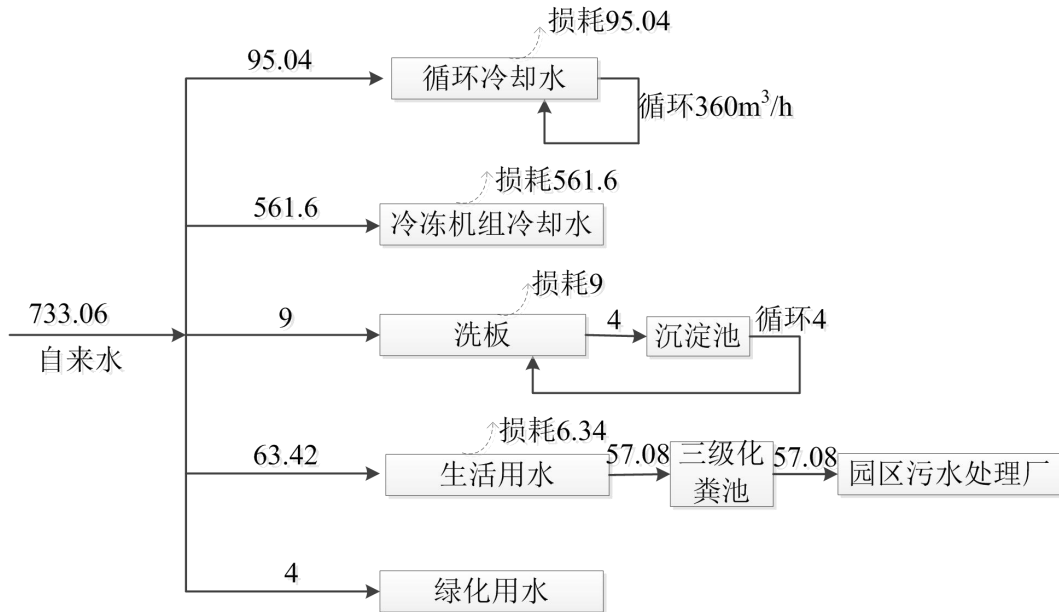 损耗95.04
95.04
循环冷却水
循环360m³/h
损耗561.6
561.6
冷冻机组冷却水
损耗9
733.06
自来水
9
洗板
4
沉淀池
循环4
损耗6.34
63.42
生活用水
57.08
三级化
粪池
57.08
园区污水处理厂
4
绿化用水